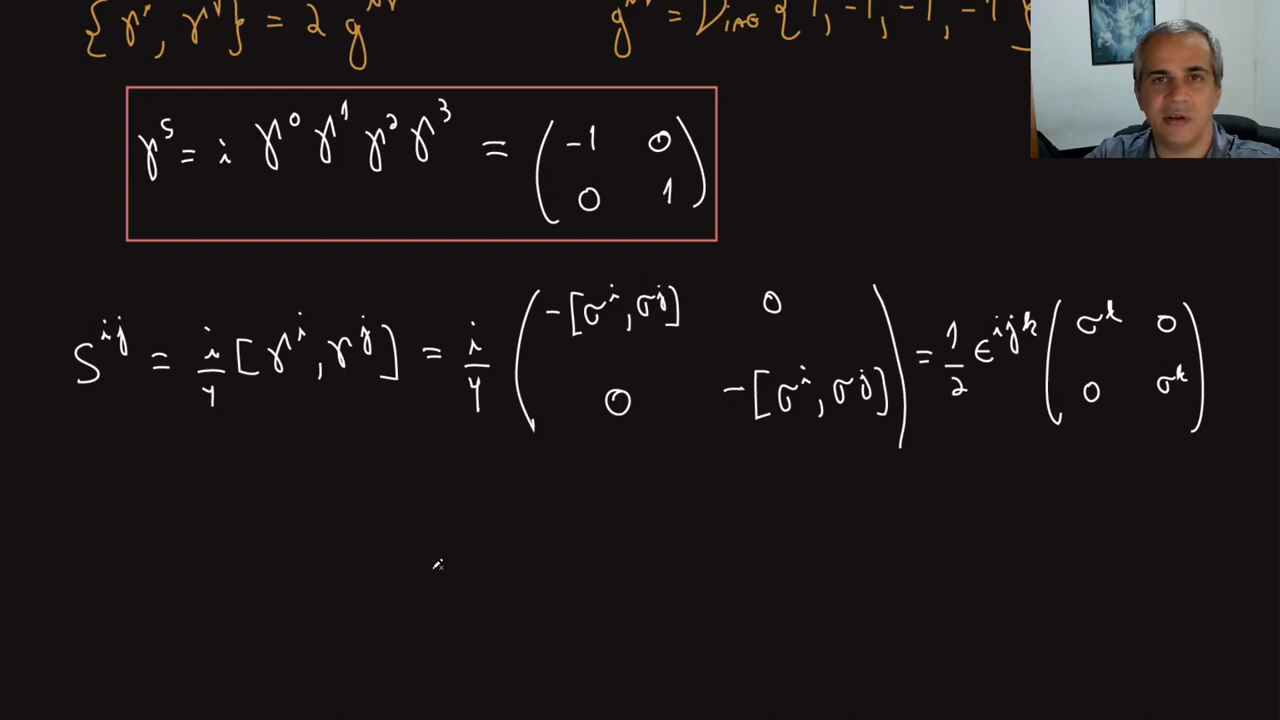 {γ^μ, γ^ν} = 2 g^{μν}    g^{μν} = DIAG {1, -1, -1, -1}
γ^5 = i γ^0 γ^1 γ^2 γ^3 = ( -1 0 ; 0 1 )
S^{ij} = i/4 [γ^i, γ^j] = i/4 ( -[σ^i, σ^j] 0 ; 0 -[σ^i, σ^j] ) = 1/2 ε^{ijk} ( σ^k 0 ; 0 σ^k )